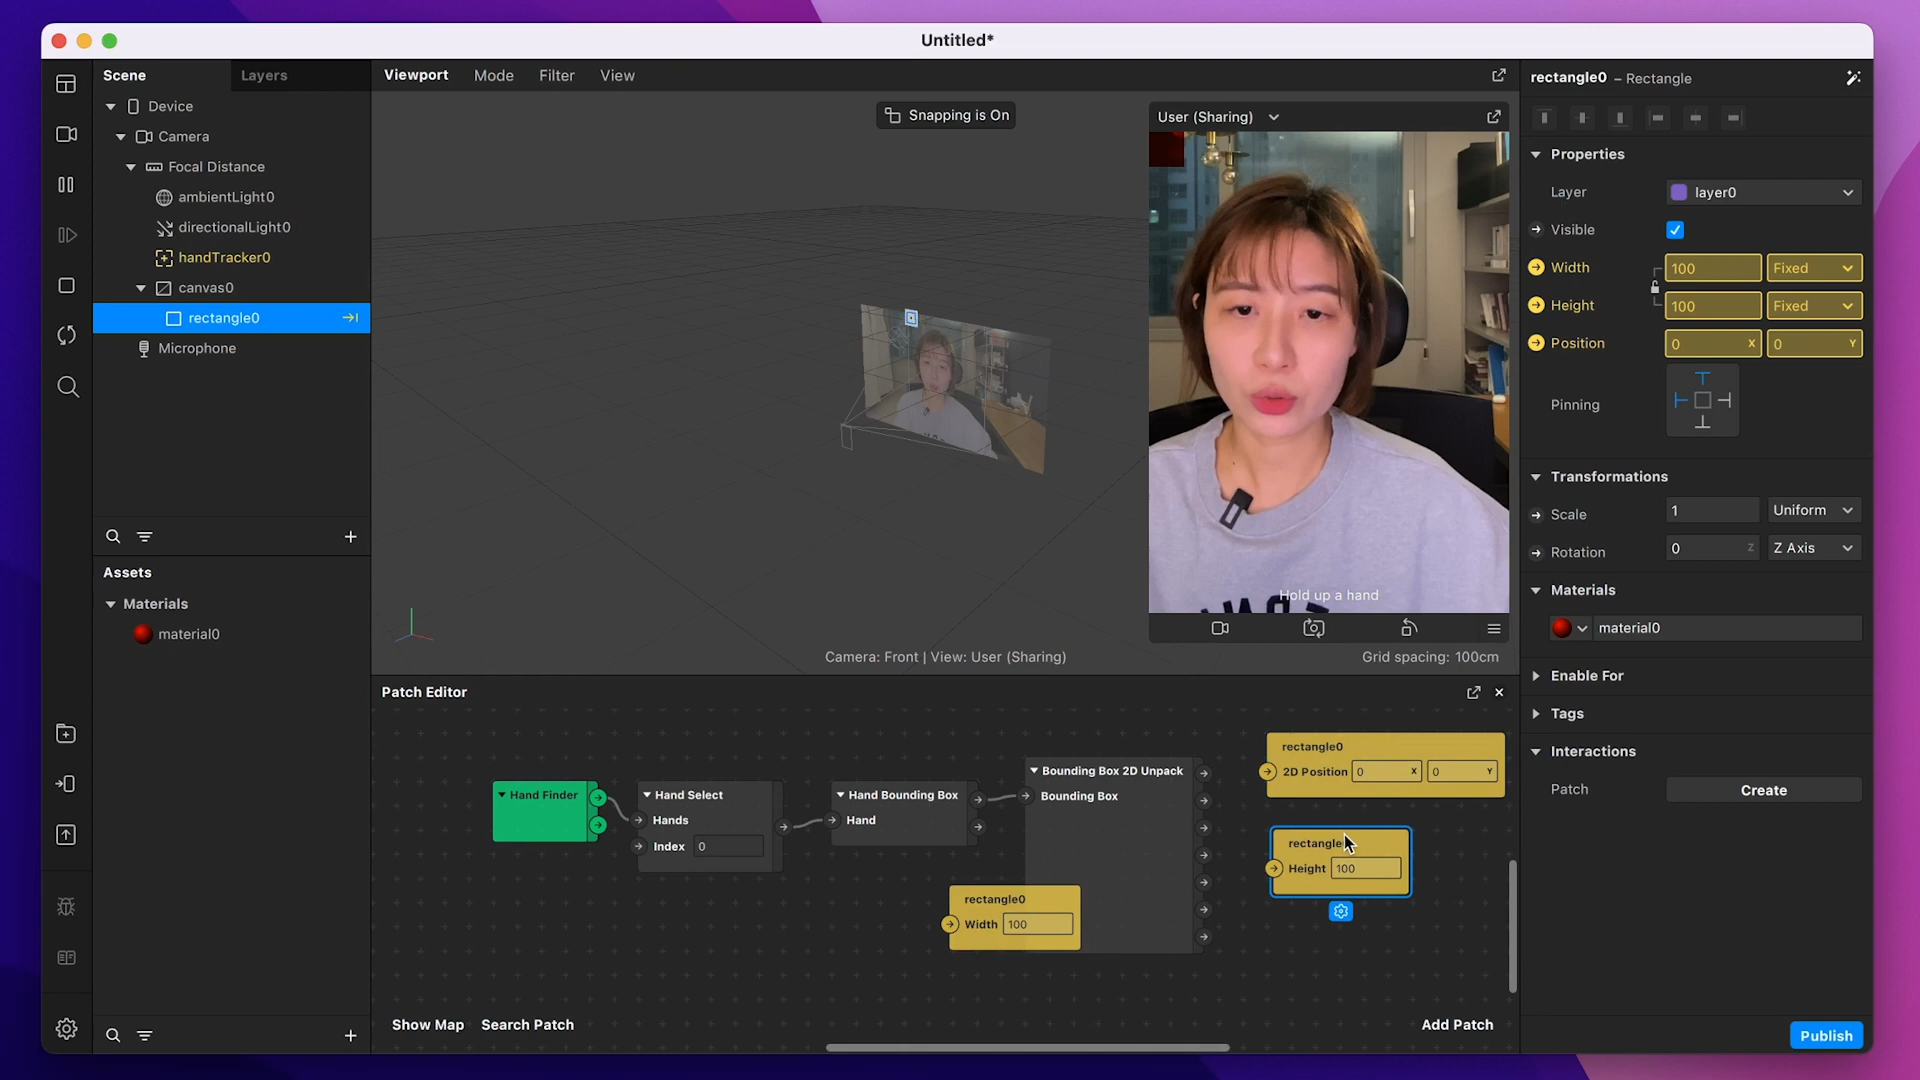 Untitled*
Scene
Layers
Device
Camera
Focal Distance
ambientLight0
directionalLight0
handTracker0
canvas0
rectangle0
Microphone
Assets
Materials
material0
Viewport
Mode
Filter
View
Snapping is On
User (Sharing)
Hold up a hand
Camera: Front | View: User (Sharing)
Grid spacing: 100cm
Patch Editor
Hand Finder
Hand Select
Hands
Index 0
Hand Bounding Box
Hand
Bounding Box 2D Unpack
Bounding Box
rectangle0
Width 100
rectangle0
2D Position 0 X 0 Y
rectangle
Height 100
Show Map
Search Patch
Add Patch
rectangle0 – Rectangle
Properties
Layer layer0
Visible
Width 100 Fixed
Height 100 Fixed
Position 0 X 0 Y
Pinning
Transformations
Scale 1 Uniform
Rotation 0 Z Z Axis
Materials
material0
Enable For
Tags
Interactions
Patch Create
Publish